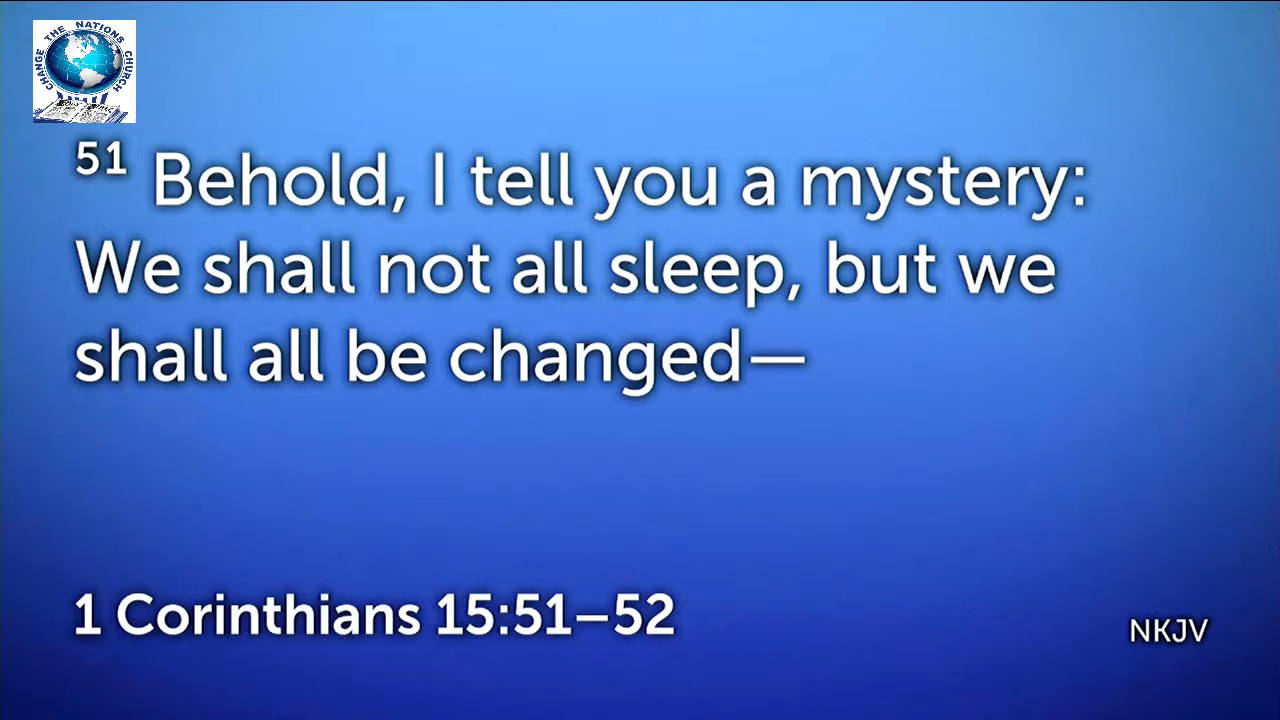 CHANGE THE NATIONS CHURCH
51 Behold, I tell you a mystery:
We shall not all sleep, but we
shall all be changed—
1 Corinthians 15:51–52
NKJV